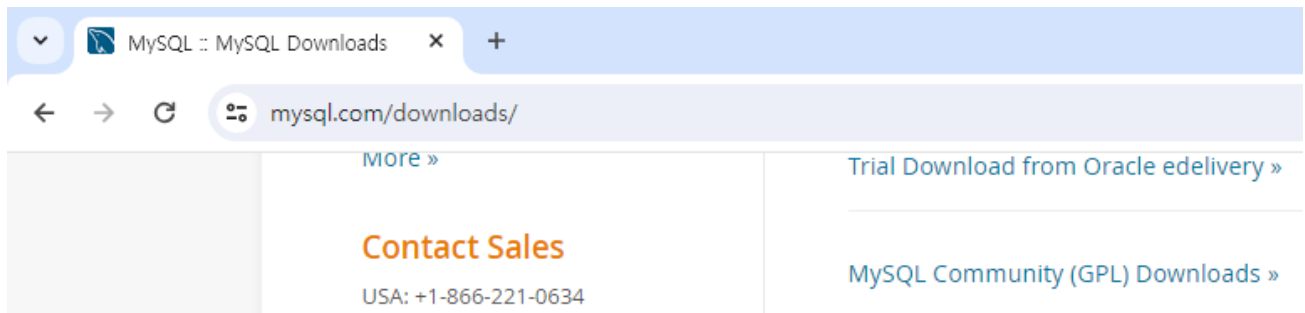 MySQL :: MySQL Downloads
mysql.com/downloads/
More »
Contact Sales
USA: +1-866-221-0634
Trial Download from Oracle edelivery »
MySQL Community (GPL) Downloads »